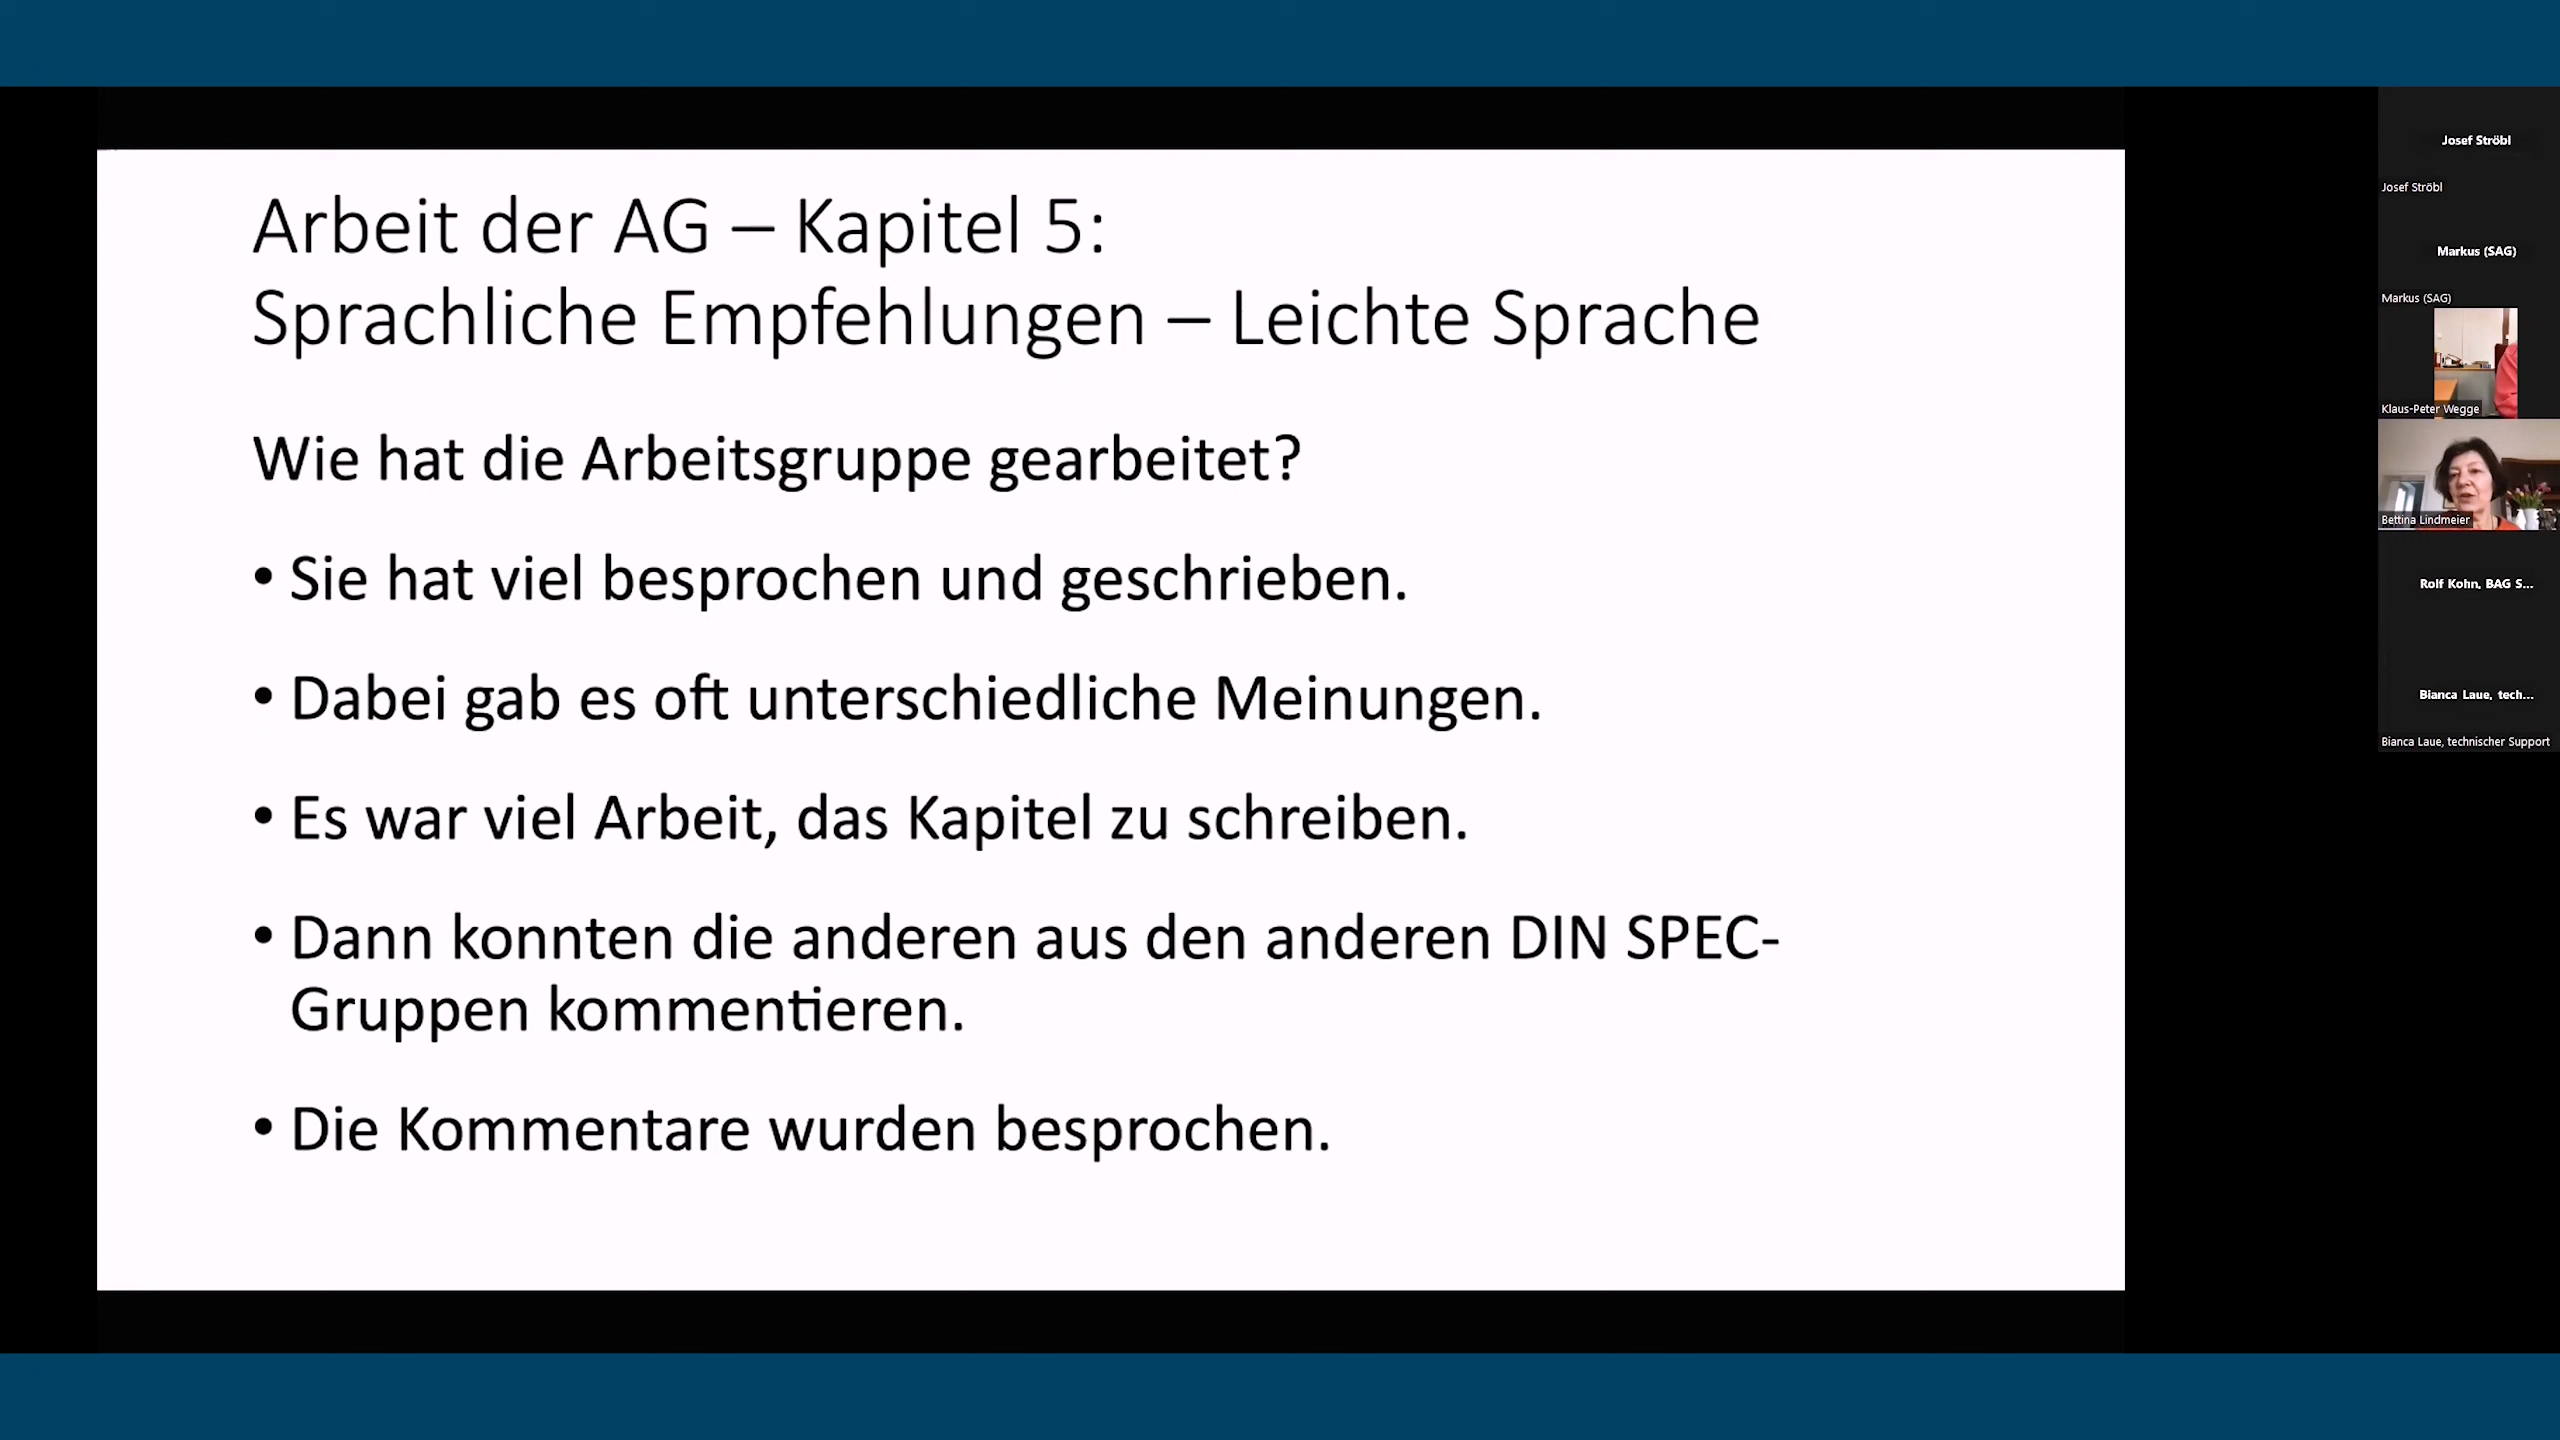 Arbeit der AG – Kapitel 5:
Sprachliche Empfehlungen – Leichte Sprache
Wie hat die Arbeitsgruppe gearbeitet?
• Sie hat viel besprochen und geschrieben.
• Dabei gab es oft unterschiedliche Meinungen.
• Es war viel Arbeit, das Kapitel zu schreiben.
• Dann konnten die anderen aus den anderen DIN SPEC-
Gruppen kommentieren.
• Die Kommentare wurden besprochen.
Josef Ströbl
Josef Ströbl
Markus (SAG)
Markus (SAG)
Klaus-Peter Wegge
Bettina Lindmeier
Rolf Kohn, BAG S...
Bianca Laue, tech...
Bianca Laue, technischer Support